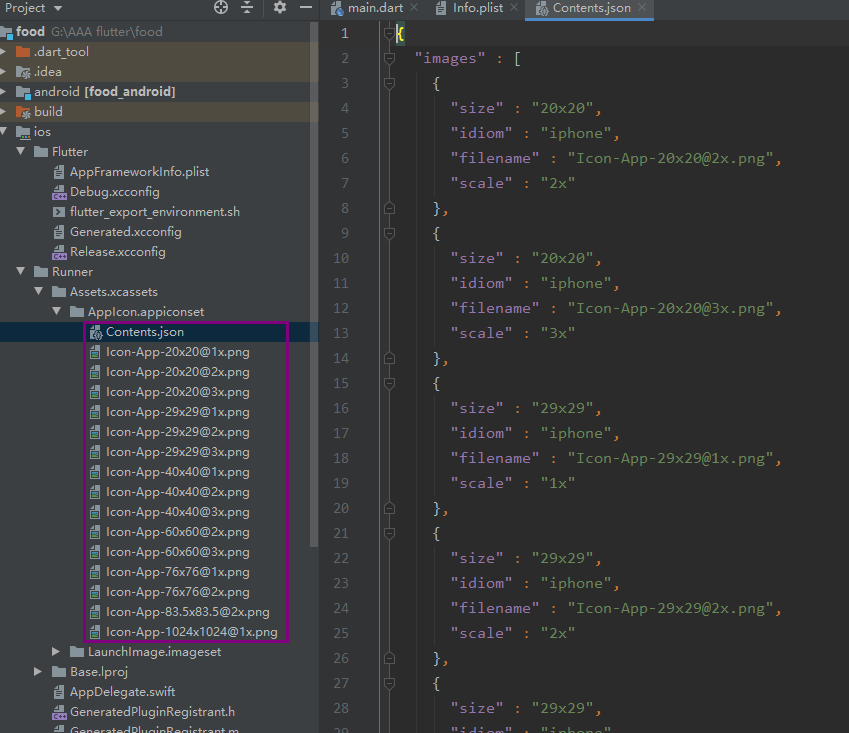 Project
food G:\AAA flutter\food
.dart_tool
.idea
android [food_android]
build
ios
Flutter
AppFrameworkInfo.plist
Debug.xcconfig
flutter_export_environment.sh
Generated.xcconfig
Release.xcconfig
Runner
Assets.xcassets
AppIcon.appiconset
Contents.json
Icon-App-20x20@1x.png
Icon-App-20x20@2x.png
Icon-App-20x20@3x.png
Icon-App-29x29@1x.png
Icon-App-29x29@2x.png
Icon-App-29x29@3x.png
Icon-App-40x40@1x.png
Icon-App-40x40@2x.png
Icon-App-40x40@3x.png
Icon-App-60x60@2x.png
Icon-App-60x60@3x.png
Icon-App-76x76@1x.png
Icon-App-76x76@2x.png
Icon-App-83.5x83.5@2x.png
Icon-App-1024x1024@1x.png
LaunchImage.imageset
Base.lproj
AppDelegate.swift
GeneratedPluginRegistrant.h
GeneratedPluginRegistrant.m
main.dart Info.plist Contents.json
1 {
2 "images" : [
3 {
4 "size" : "20x20",
5 "idiom" : "iphone",
6 "filename" : "Icon-App-20x20@2x.png",
7 "scale" : "2x"
8 },
9 {
10 "size" : "20x20",
11 "idiom" : "iphone",
12 "filename" : "Icon-App-20x20@3x.png",
13 "scale" : "3x"
14 },
15 {
16 "size" : "29x29",
17 "idiom" : "iphone",
18 "filename" : "Icon-App-29x29@1x.png",
19 "scale" : "1x"
20 },
21 {
22 "size" : "29x29",
23 "idiom" : "iphone",
24 "filename" : "Icon-App-29x29@2x.png",
25 "scale" : "2x"
26 },
27 {
28 "size" : "29x29",
29 "idiom" : "iphone",